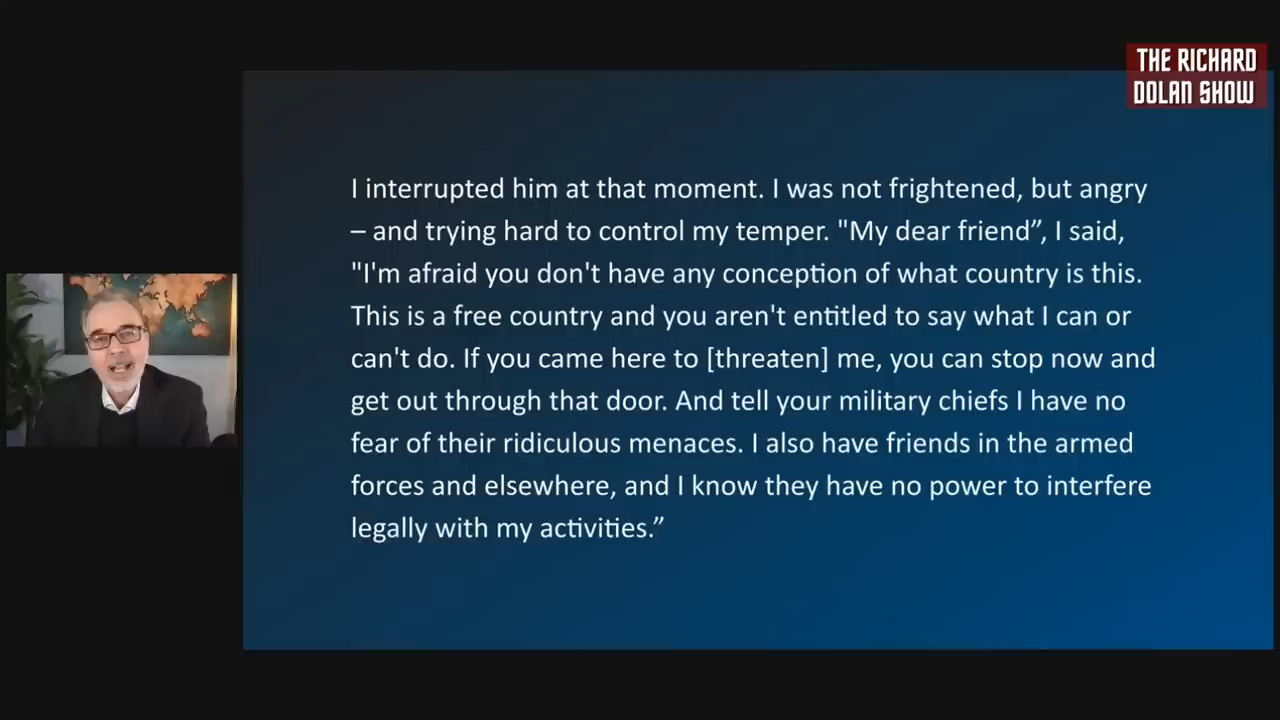 THE RICHARD
DOLAN SHOW
I interrupted him at that moment. I was not frightened, but angry
– and trying hard to control my temper. "My dear friend”, I said,
"I'm afraid you don't have any conception of what country is this.
This is a free country and you aren't entitled to say what I can or
can't do. If you came here to [threaten] me, you can stop now and
get out through that door. And tell your military chiefs I have no
fear of their ridiculous menaces. I also have friends in the armed
forces and elsewhere, and I know they have no power to interfere
legally with my activities.”